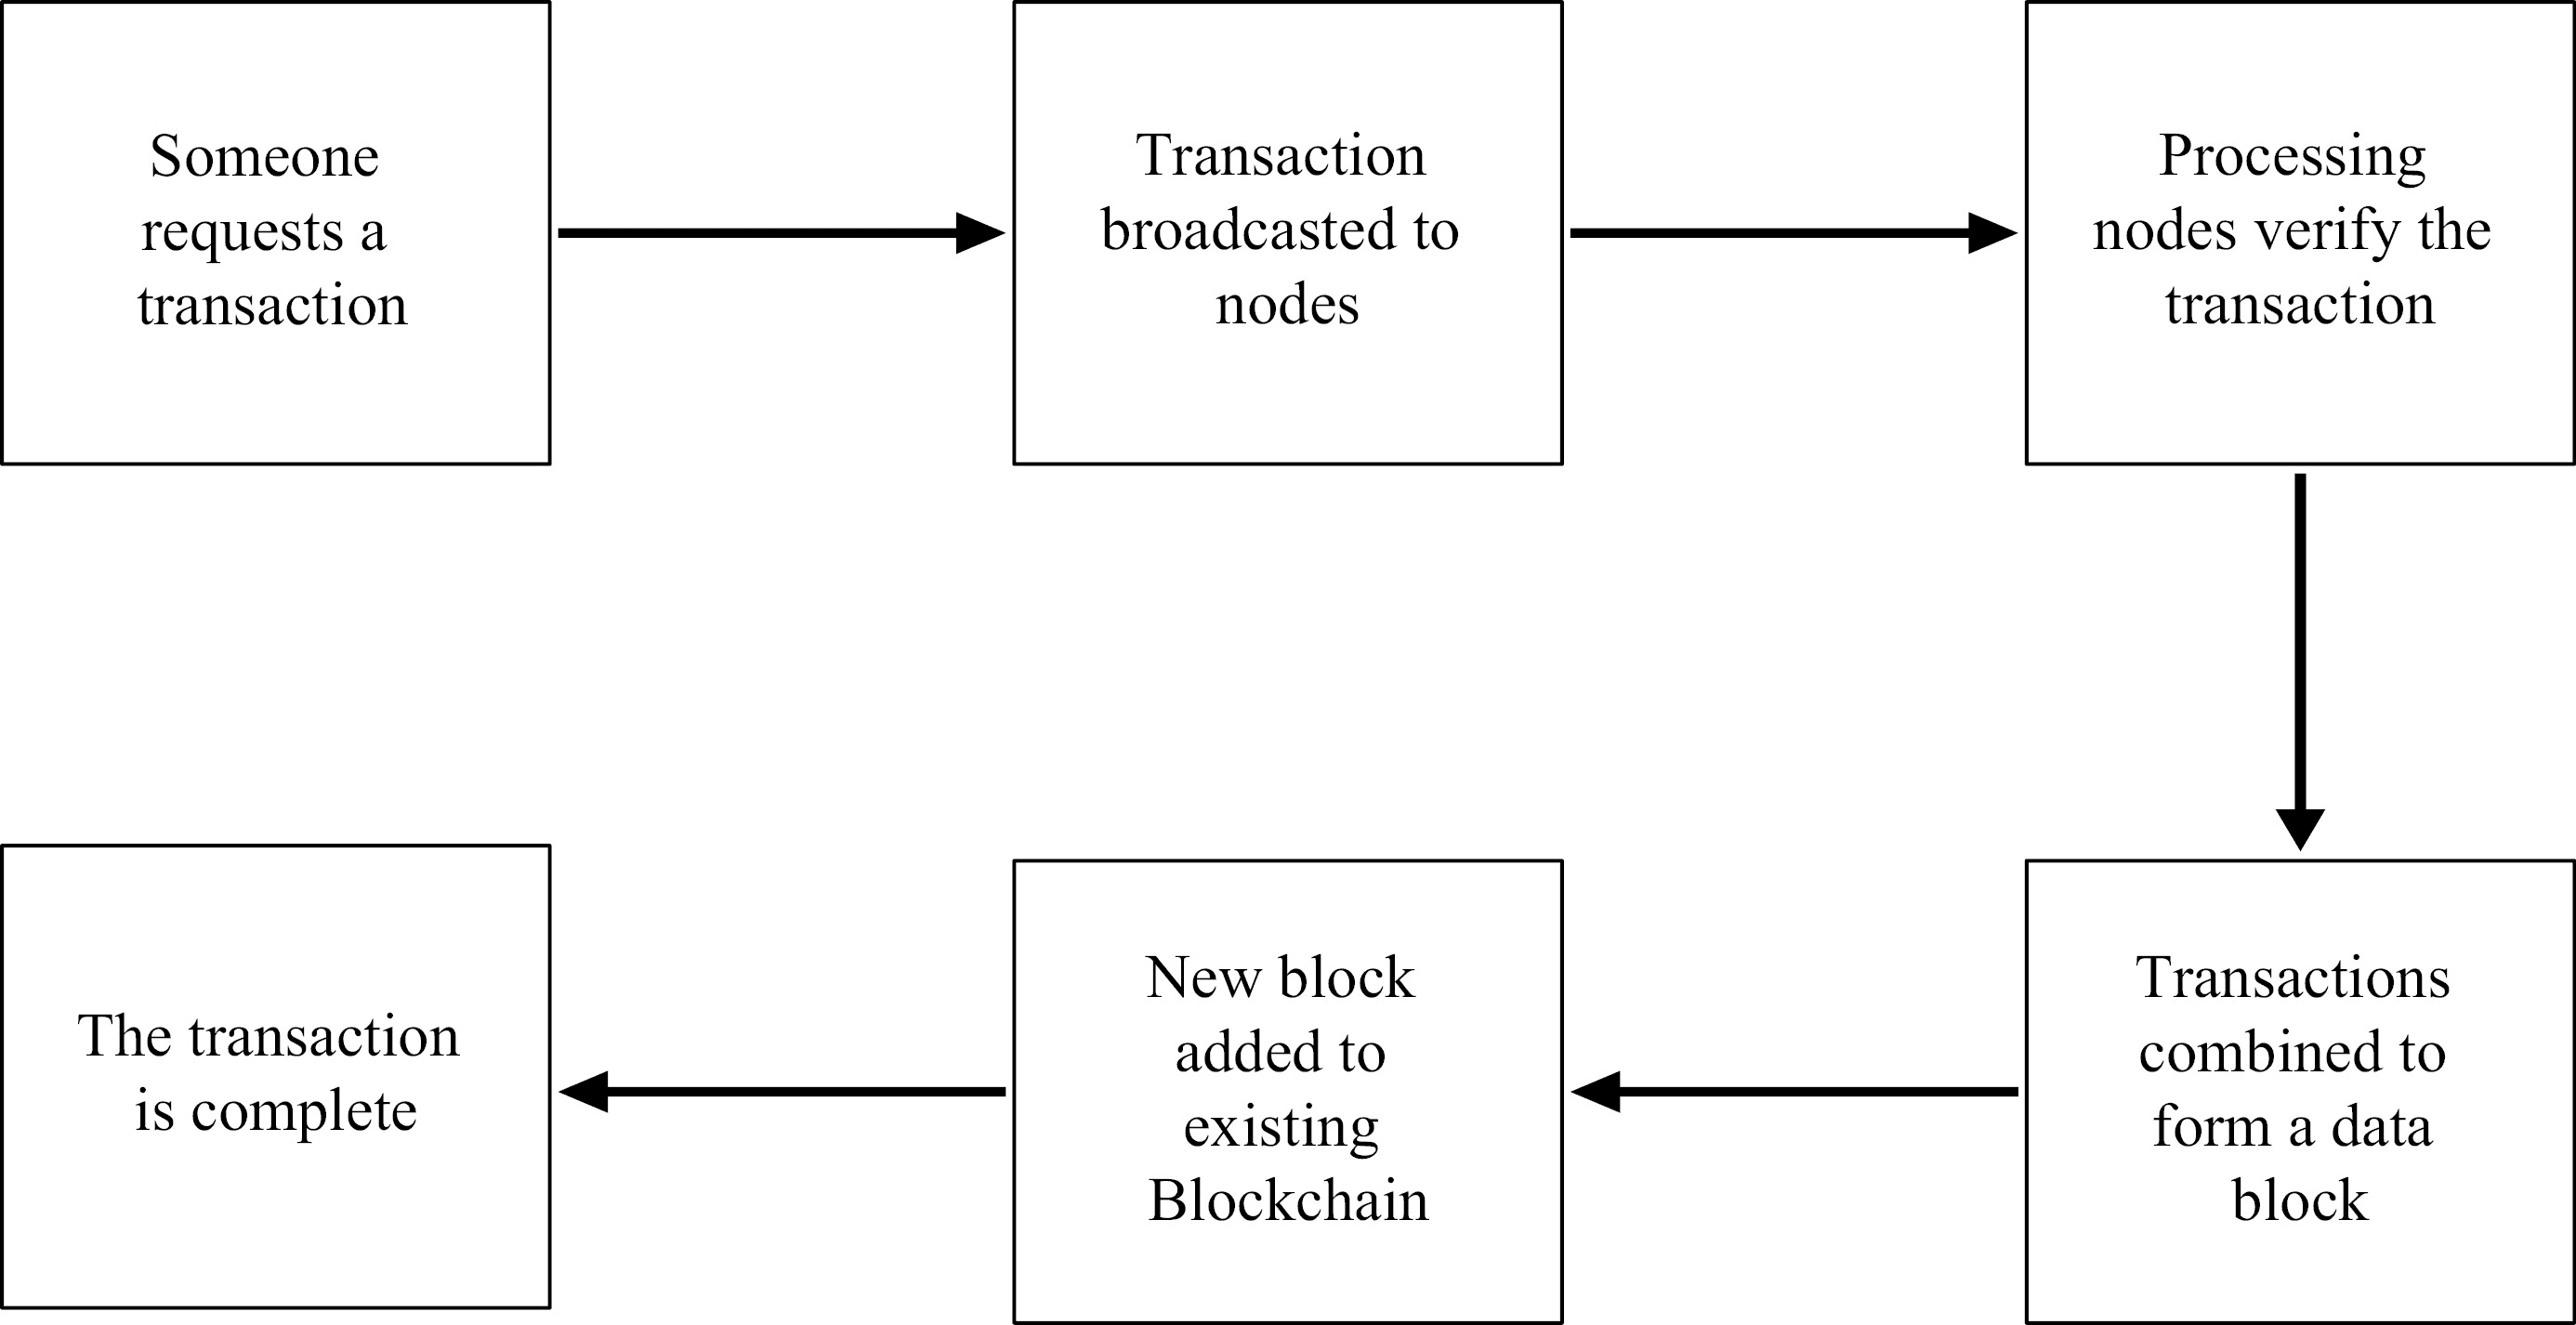 Someone
requests a
transaction
Transaction
broadcasted to
nodes
Processing
nodes verify the
transaction
Transactions
combined to
form a data
block
New block
added to
existing
Blockchain
The transaction
is complete